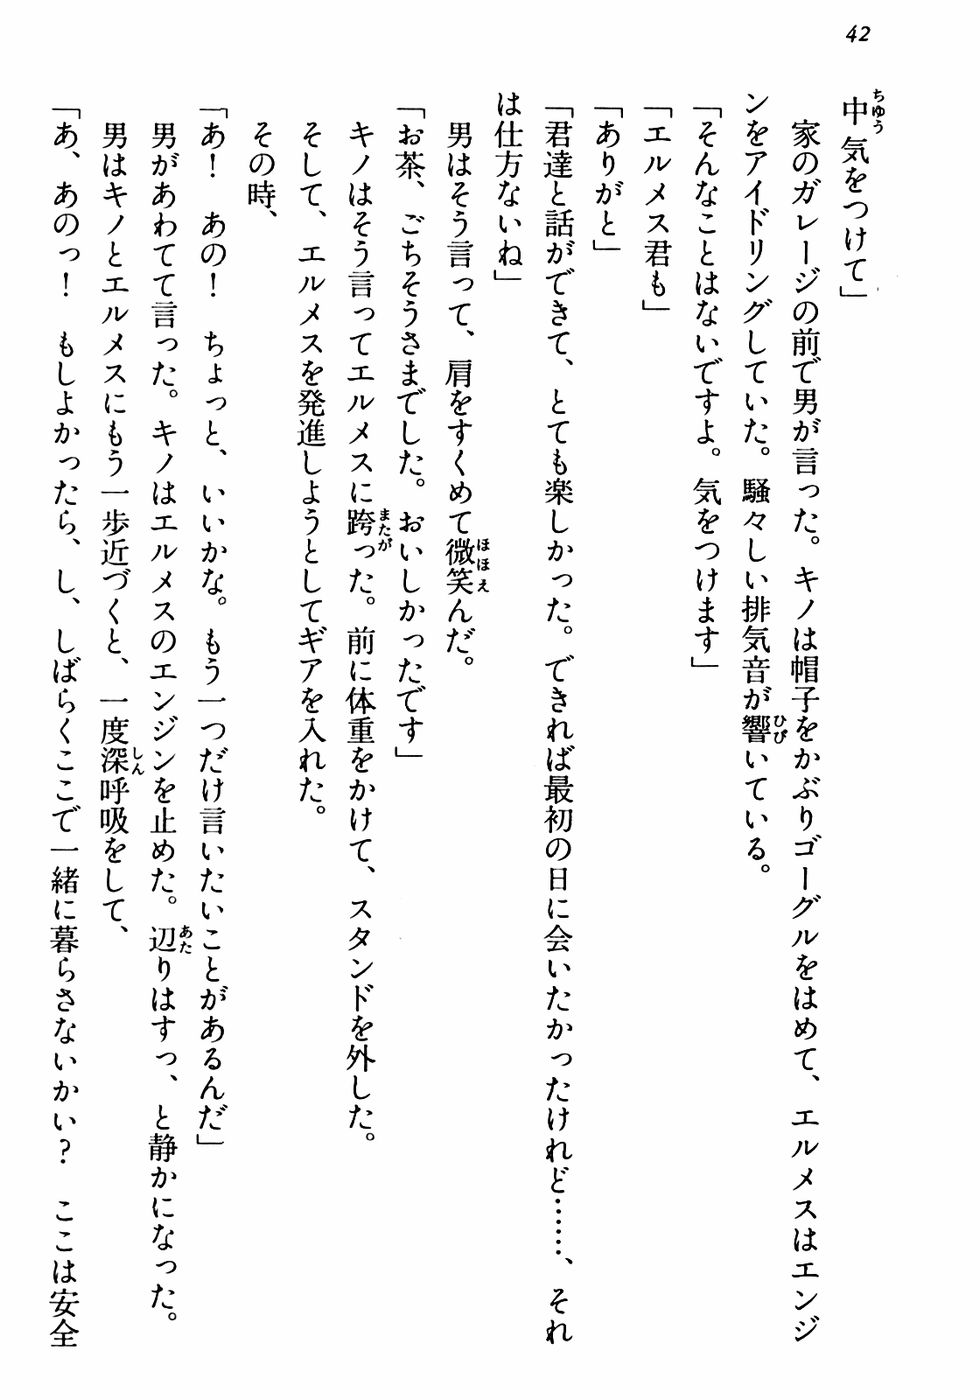 42
中気をつけて」
家のガレージの前で男が言った。キノは帽子をかぶりゴーグルをはめて、エルメスはエンジ
ンをアイドリングしていた。騒々しい排気音が響いている。
「そんなことはないですよ。気をつけます」
「エルメス君も」
「ありがと」
「君達と話ができて、とても楽しかった。できれば最初の日に会いたかったけれど……、それ
は仕方ないね」
男はそう言って、肩をすくめて微笑んだ。
「お茶、ごちそうさまでした。おいしかったです」
キノはそう言ってエルメスに跨った。前に体重をかけて、スタンドを外した。
そして、エルメスを発進しようとしてギアを入れた。
その時、
「あ！　あの！　ちょっと、いいかな。もう一つだけ言いたいことがあるんだ」
男があわてて言った。キノはエルメスのエンジンを止めた。辺りはすっ、と静かになった。
男はキノとエルメスにもう一歩近づくと、一度深呼吸をして、
「あ、あのっ！　もしよかったら、し、しばらくここで一緒に暮らさないかい？　ここは安全